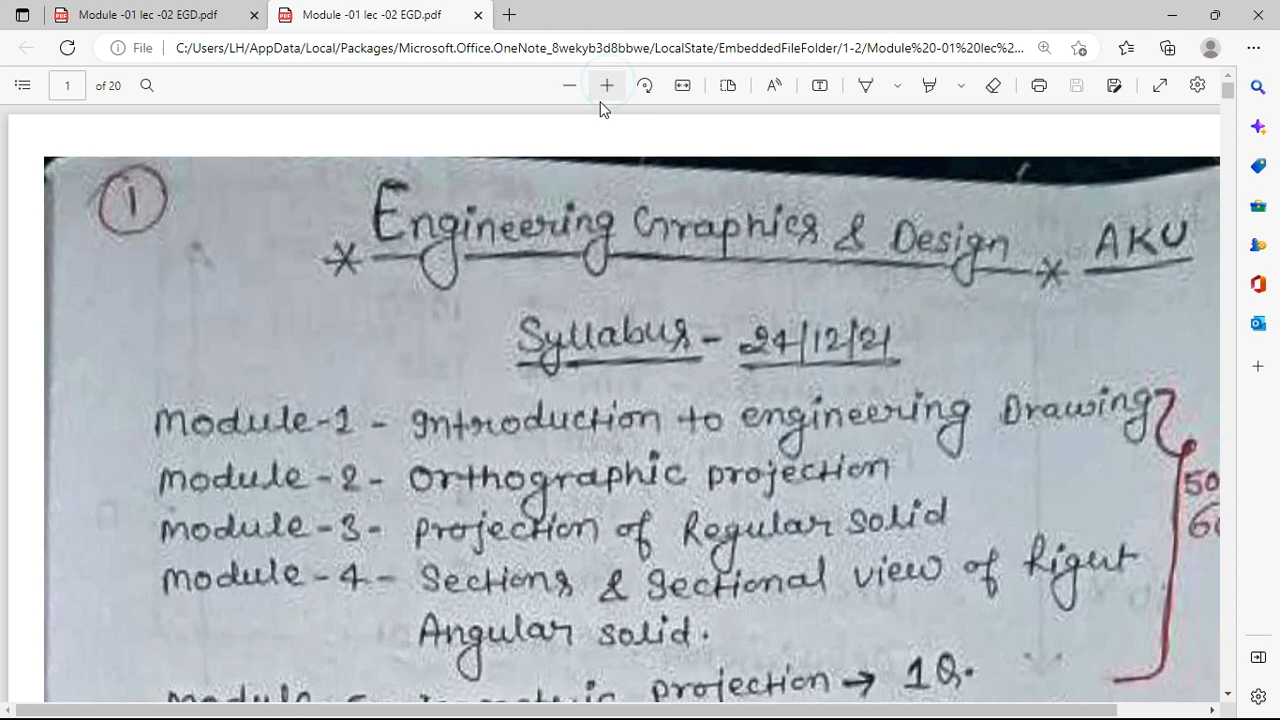 Module -01 lec -02 EGD.pdf
Module -01 lec -02 EGD.pdf
File
C:/Users/LH/AppData/Local/Packages/Microsoft.Office.OneNote_8wekyb3d8bbwe/LocalState/EmbeddedFileFolder/1-2/Module%20-01%20lec%2...
1 of 20
1
* Engineering Graphics & Design * AKU
Syllabus - 24/12/21
Module-1 - Introduction to engineering Drawing
Module-2- Orthographic projection
50
Module-3- Projection of Regular solid
Module-4- Sections & Sectional view of Right
Angular solid.
projection → 1Q.